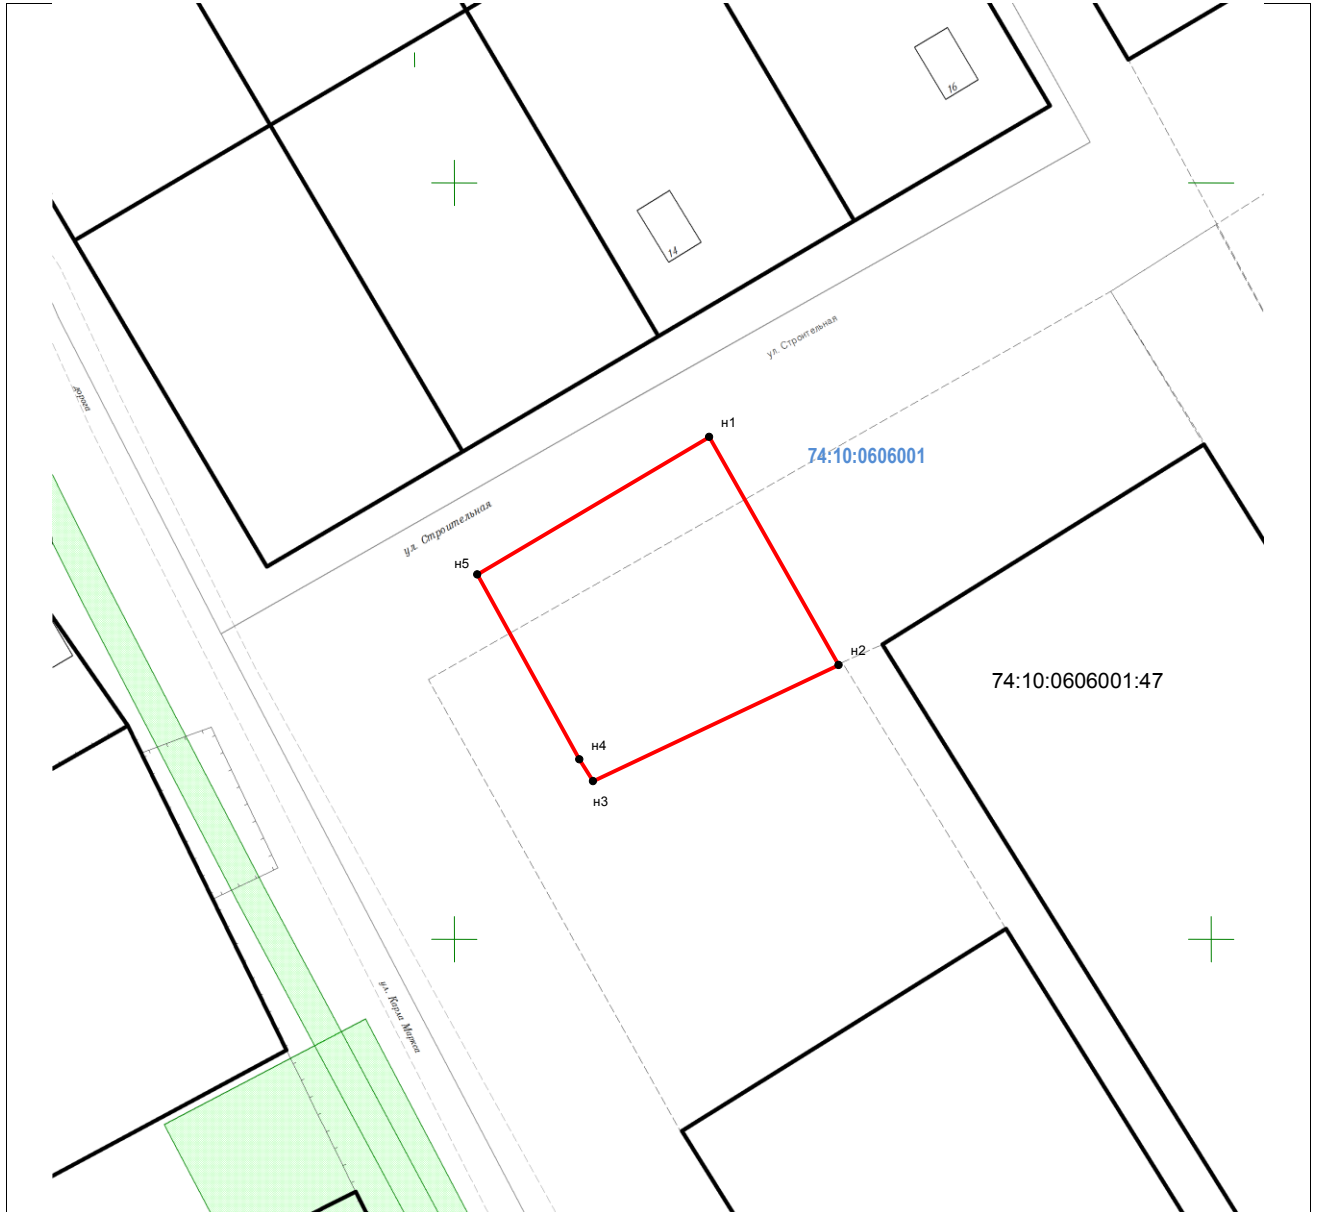 16
14
ул. Строительная
дорога
н1
74:10:0606001
ул. Строительная
н5
н2
74:10:0606001:47
н4
н3
ул. Карла Маркса